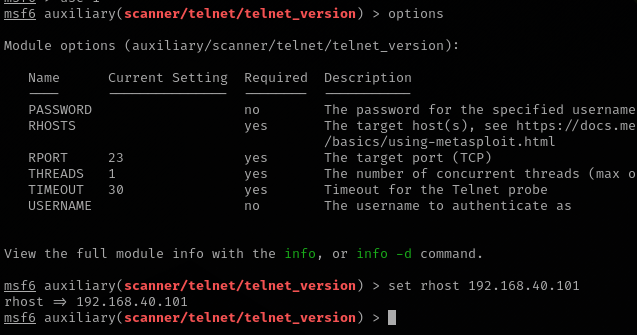 msf6 auxiliary(scanner/telnet/telnet_version) > options
Module options (auxiliary/scanner/telnet/telnet_version):
Name Current Setting Required Description
PASSWORD no The password for the specified username
RHOSTS yes The target host(s), see https://docs.me
/basics/using-metasploit.html
RPORT 23 yes The target port (TCP)
THREADS 1 yes The number of concurrent threads (max o
TIMEOUT 30 yes Timeout for the Telnet probe
USERNAME no The username to authenticate as
View the full module info with the info, or info -d command.
msf6 auxiliary(scanner/telnet/telnet_version) > set rhost 192.168.40.101
rhost => 192.168.40.101
msf6 auxiliary(scanner/telnet/telnet_version) >